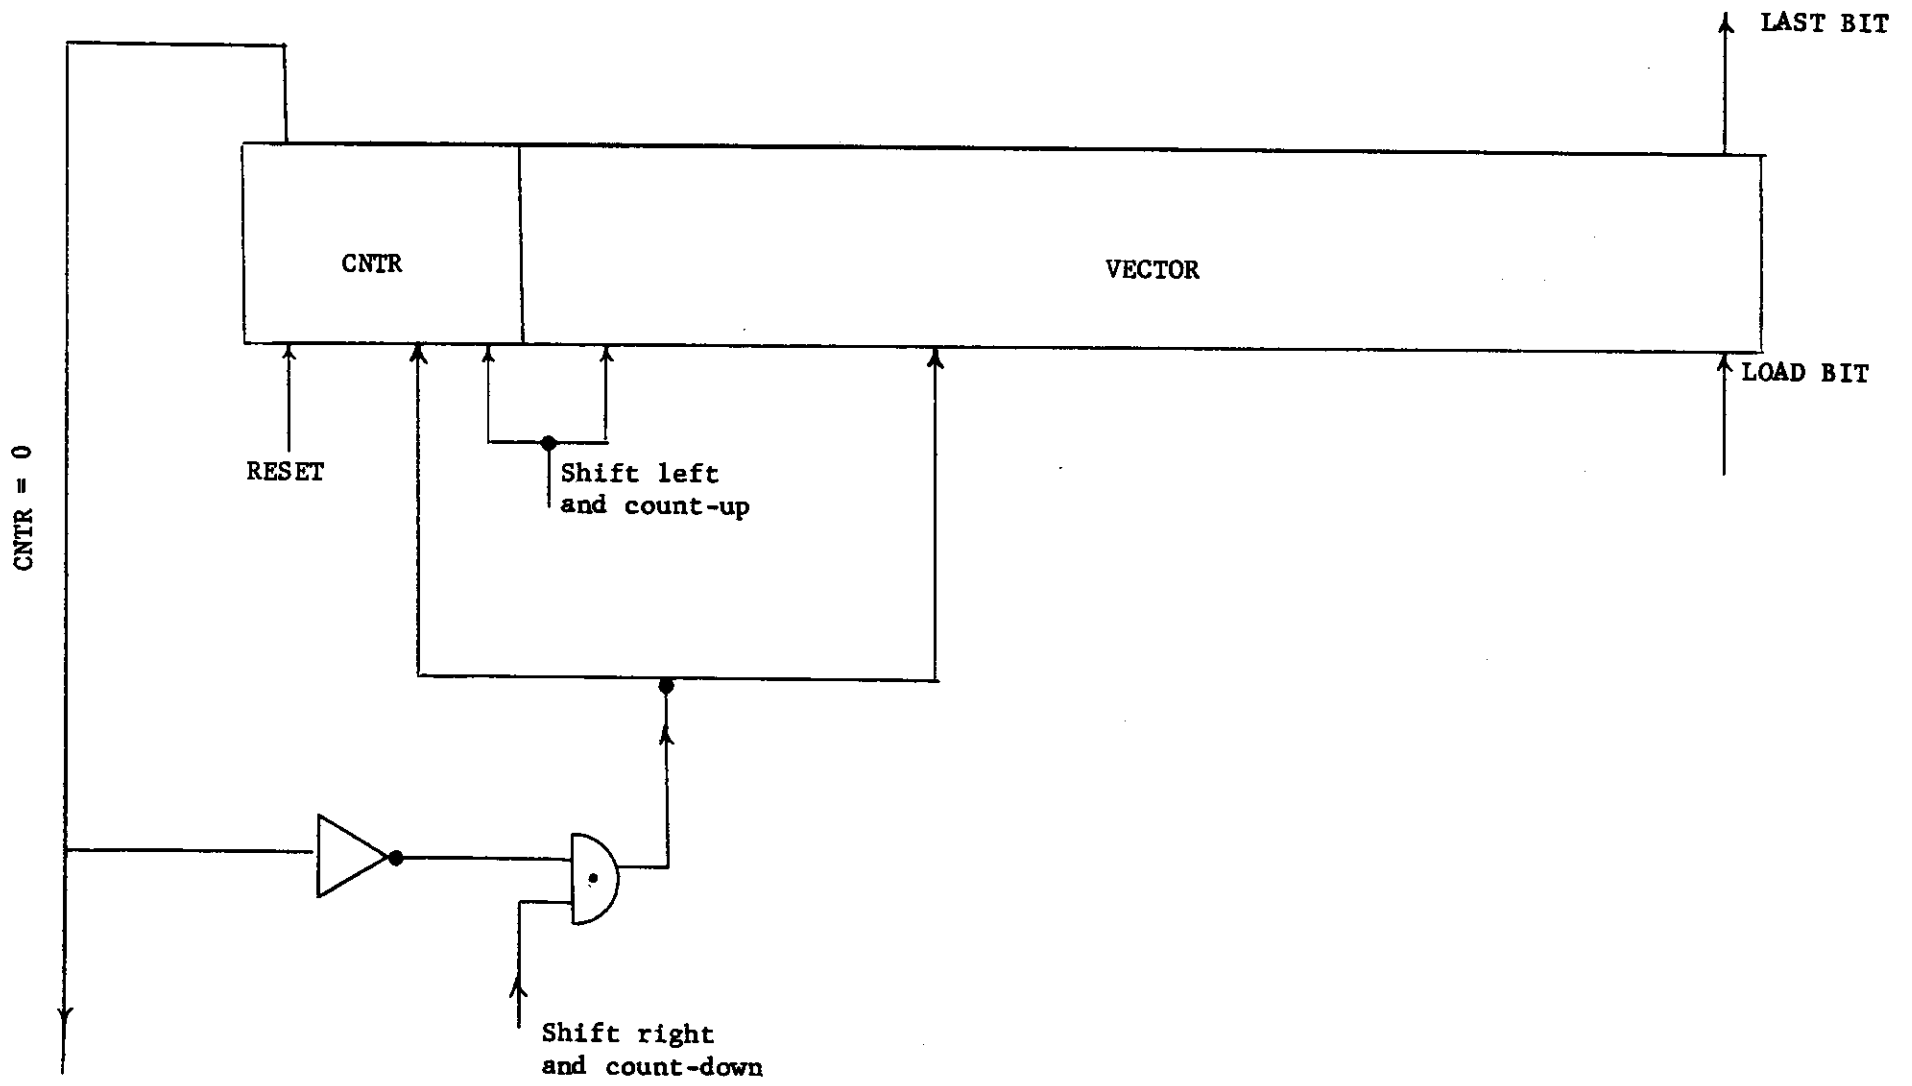 LAST BIT
CNTR
VECTOR
LOAD BIT
RESET
Shift left
and count-up
CNTR = 0
Shift right
and count-down